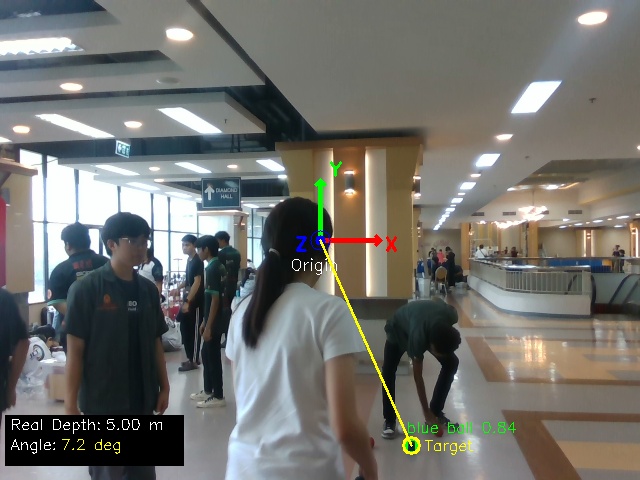 DIAMOND
HALL
Y
Z
X
Origin
Real Depth: 5.00 m
Angle: 7.2 deg
blue ball 0.84
Target